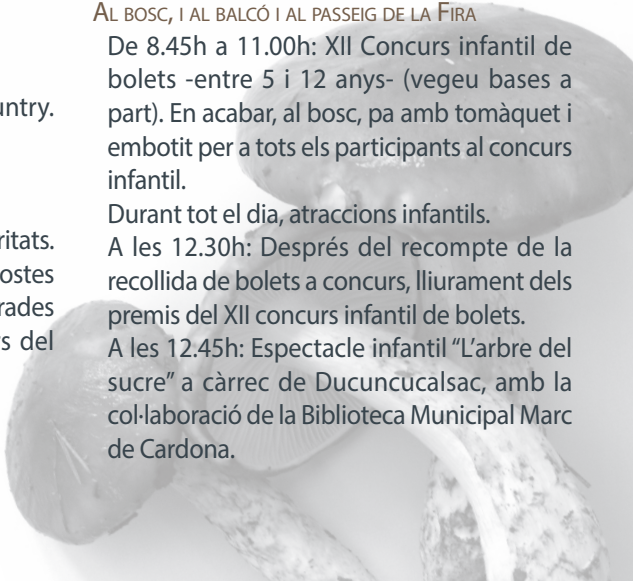 Al bosc, i al balcó i al passeig de la Fira
De 8.45h a 11.00h: XII Concurs infantil de
bolets -entre 5 i 12 anys- (vegeu bases a
part). En acabar, al bosc, pa amb tomàquet i
embotit per a tots els participants al concurs
infantil.
Durant tot el dia, atraccions infantils.
A les 12.30h: Després del recompte de la
recollida de bolets a concurs, lliurament dels
premis del XII concurs infantil de bolets.
A les 12.45h: Espectacle infantil “L’arbre del
sucre” a càrrec de Ducuncucalsac, amb la
col·laboració de la Biblioteca Municipal Marc
de Cardona.